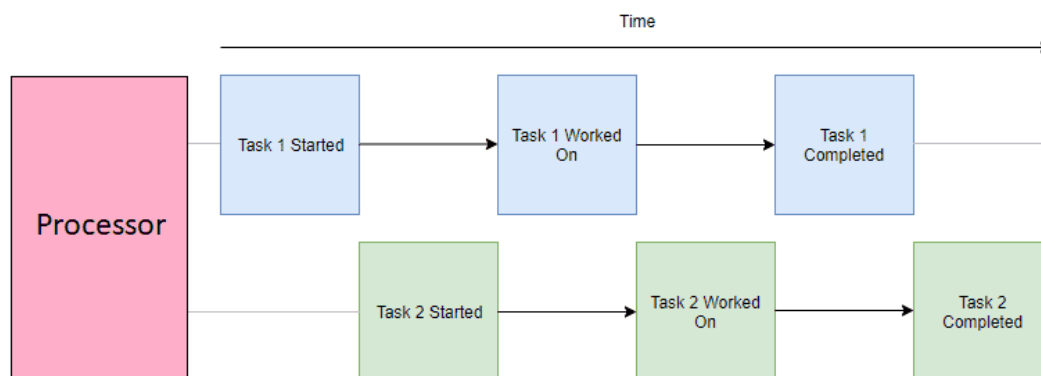 Time
Task 1 Started
Task 1 Worked
On
Task 1
Completed
Processor
Task 2 Started
Task 2 Worked
On
Task 2
Completed